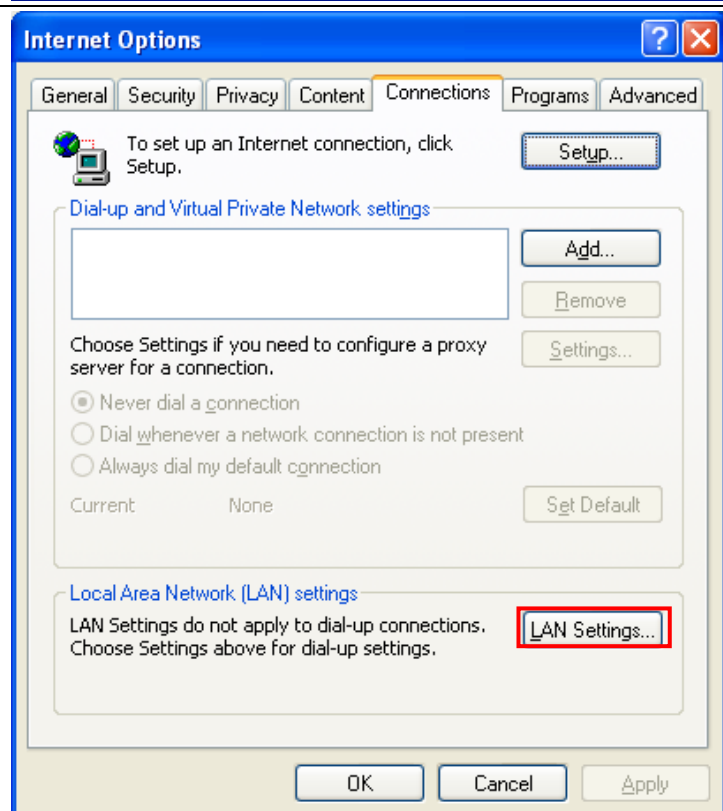 Internet Options
General Security Privacy Content Connections Programs Advanced
To set up an Internet connection, click
Setup.
Setup...
Dial-up and Virtual Private Network settings
Add...
Remove
Choose Settings if you need to configure a proxy
server for a connection.
Settings...
Never dial a connection
Dial whenever a network connection is not present
Always dial my default connection
Current None Set Default
Local Area Network (LAN) settings
LAN Settings do not apply to dial-up connections.
Choose Settings above for dial-up settings.
LAN Settings...
OK Cancel Apply